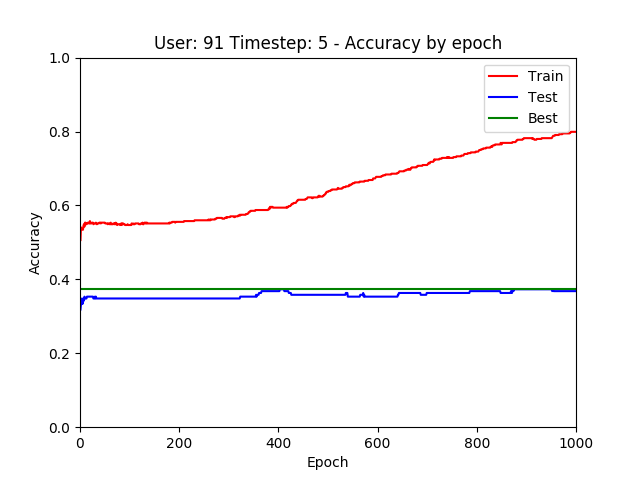 User: 91 Timestep: 5 - Accuracy by epoch
Accuracy
1.0
0.8
0.6
0.4
0.2
0.0
Train
Test
Best
0 200 400 600 800 1000
Epoch